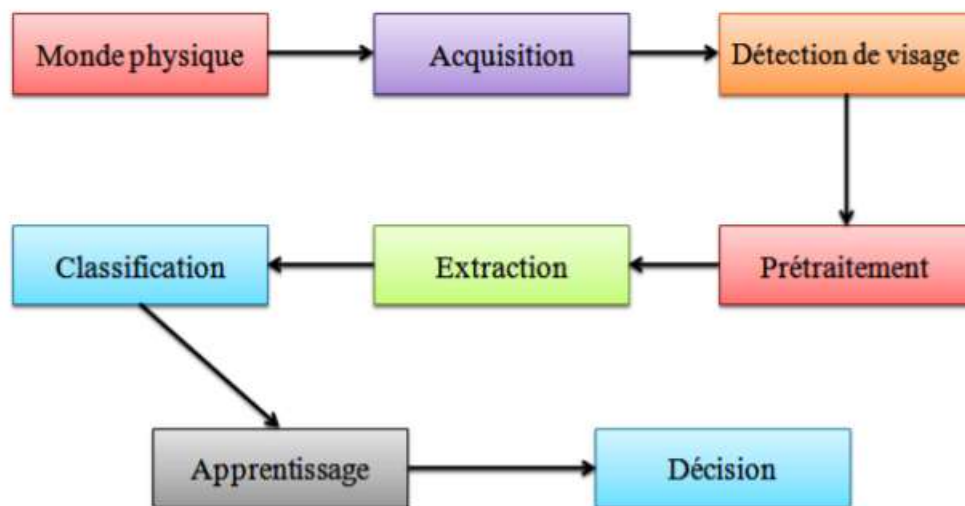 Monde physique
Acquisition
Détection de visage
Classification
Extraction
Prétraitement
Apprentissage
Décision